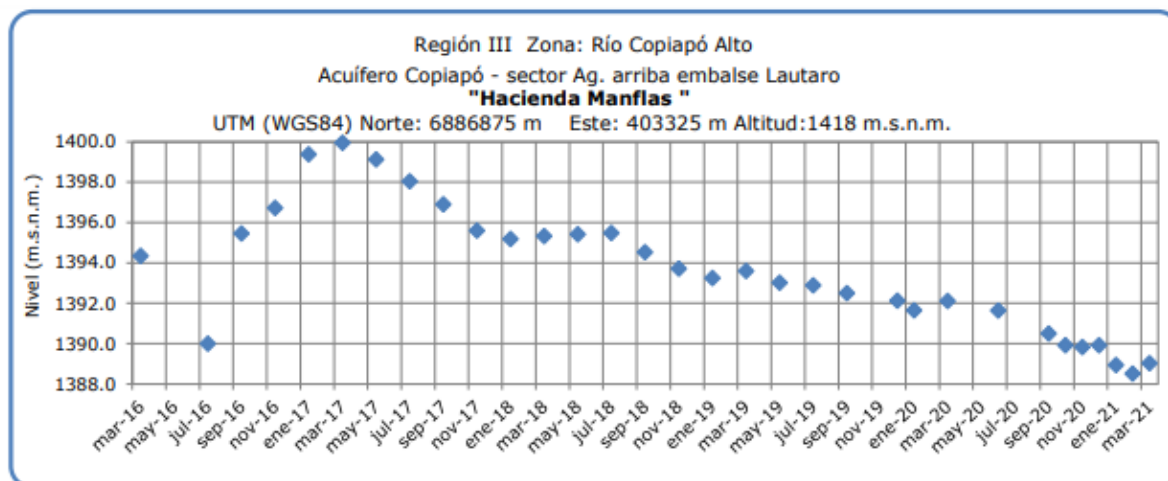 Región III Zona: Río Copiapó Alto
Acuífero Copiapó - sector Ag. arriba embalse Lautaro
"Hacienda Manflas "
UTM (WGS84) Norte: 6886875 m Este: 403325 m Altitud:1418 m.s.n.m.
Nivel (m.s.n.m.)
1400.0
1398.0
1396.0
1394.0
1392.0
1390.0
1388.0
mar-16
may-16
jul-16
sep-16
nov-16
ene-17
mar-17
may-17
jul-17
sep-17
nov-17
ene-18
mar-18
may-18
jul-18
sep-18
nov-18
ene-19
mar-19
may-19
jul-19
sep-19
nov-19
ene-20
mar-20
may-20
jul-20
sep-20
nov-20
ene-21
mar-21